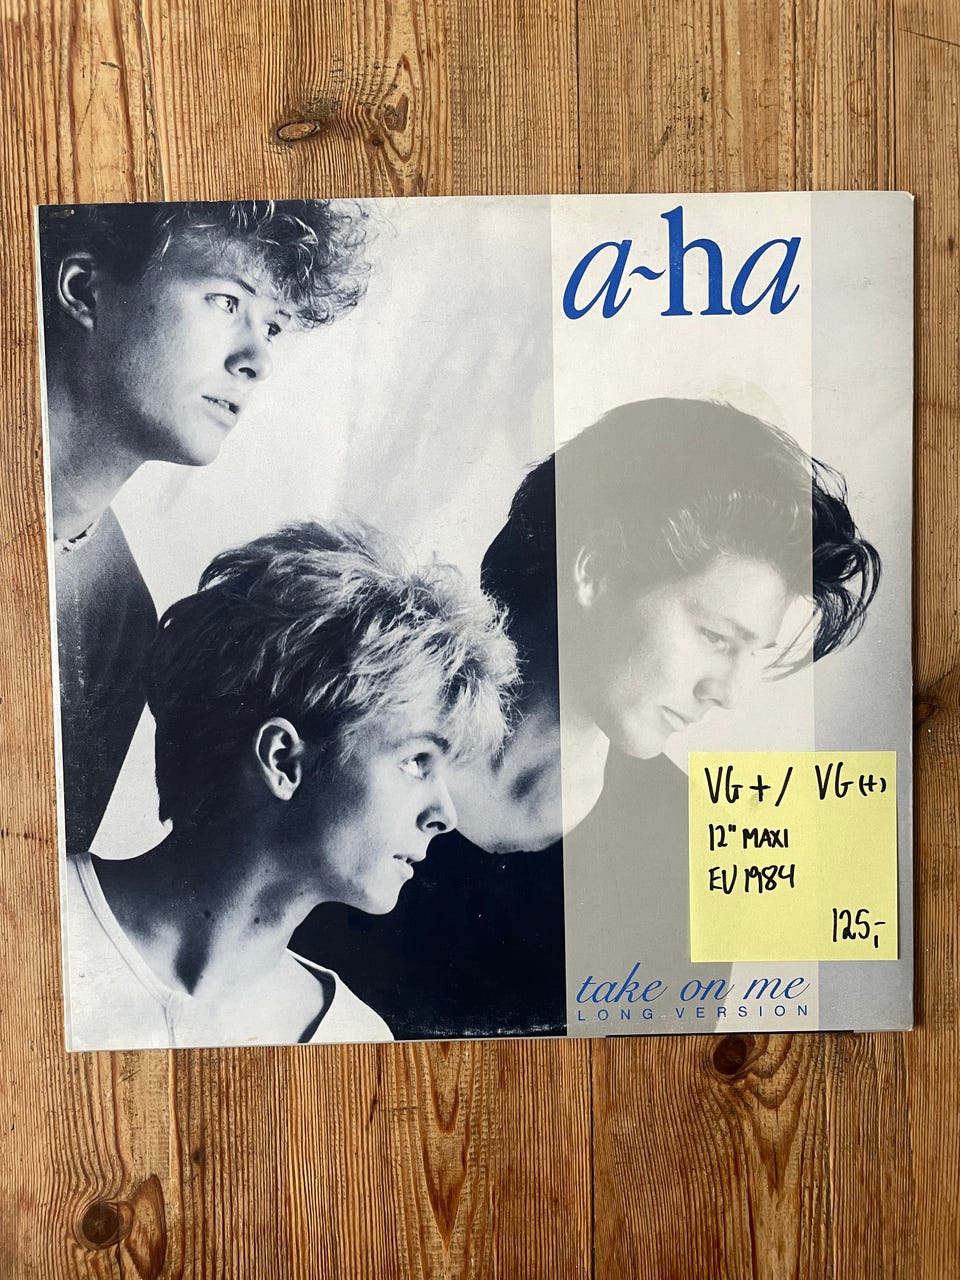 a-ha
VG+/ VG(+)
12" MAXI
EU 1984
125,-
take on me
LONG VERSION